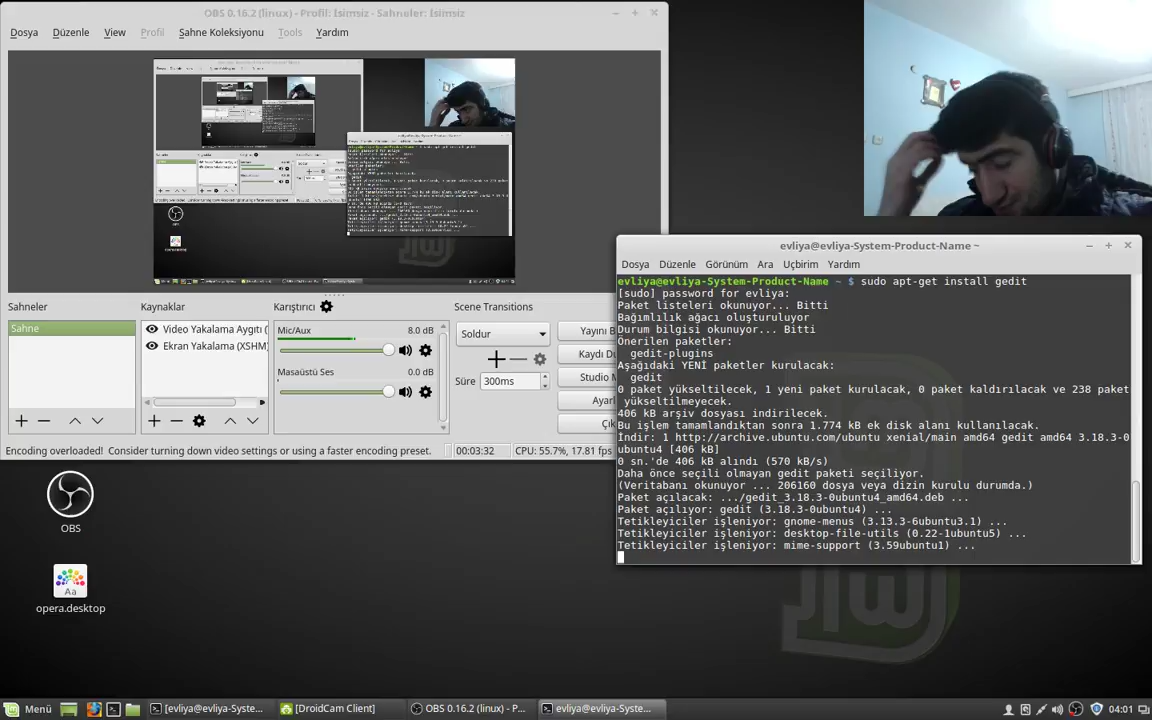 OBS 0.16.2 (linux) - Profil: İsimsiz - Sahneler: İsimsiz
Dosya Düzenle View Profil Sahne Koleksiyonu Tools Yardım
Sahneler
Sahne
Kaynaklar
Video Yakalama Aygıtı (
Ekran Yakalama (XSHM)
Karıştırıcı
Mic/Aux 8.0 dB
Masaüstü Ses 0.0 dB
Scene Transitions
Soldur
Süre 300ms
Yayını B
Kaydı Du
Studio M
Ayarl
Çık
Encoding overloaded! Consider turning down video settings or using a faster encoding preset. 00:03:32 CPU: 55.7%, 17.81 fps
OBS
Aa
opera.desktop
evliya@evliya-System-Product-Name ~
Dosya Düzenle Görünüm Ara Uçbirim Yardım
evliya@evliya-System-Product-Name ~ $ sudo apt-get install gedit
[sudo] password for evliya:
Paket listeleri okunuyor... Bitti
Bağımlılık ağacı oluşturuluyor
Durum bilgisi okunuyor... Bitti
Önerilen paketler:
gedit-plugins
Aşağıdaki YENİ paketler kurulacak:
gedit
0 paket yükseltilecek, 1 yeni paket kurulacak, 0 paket kaldırılacak ve 238 paket
yükseltilmeyecek.
406 kB arşiv dosyası indirilecek.
Bu işlem tamamlandıktan sonra 1.774 kB ek disk alanı kullanılacak.
İndir: 1 http://archive.ubuntu.com/ubuntu xenial/main amd64 gedit amd64 3.18.3-0
ubuntu4 [406 kB]
0 sn.'de 406 kB alındı (570 kB/s)
Daha önce seçili olmayan gedit paketi seçiliyor.
(Veritabanı okunuyor ... 206160 dosya veya dizin kurulu durumda.)
Paket açılacak: .../gedit_3.18.3-0ubuntu4_amd64.deb ...
Paket açılıyor: gedit (3.18.3-0ubuntu4) ...
Tetikleyiciler işleniyor: gnome-menus (3.13.3-6ubuntu3.1) ...
Tetikleyiciler işleniyor: desktop-file-utils (0.22-1ubuntu5) ...
Tetikleyiciler işleniyor: mime-support (3.59ubuntu1) ...
Menü
[evliya@evliya-Syste...
[DroidCam Client]
OBS 0.16.2 (linux) - P...
evliya@evliya-Syste...
04:01